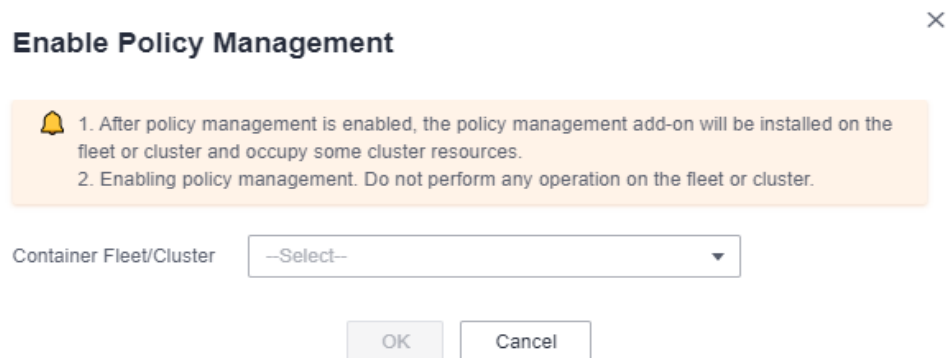 Enable Policy Management
1. After policy management is enabled, the policy management add-on will be installed on the
fleet or cluster and occupy some cluster resources.
2. Enabling policy management. Do not perform any operation on the fleet or cluster.
Container Fleet/Cluster
--Select--
OK
Cancel